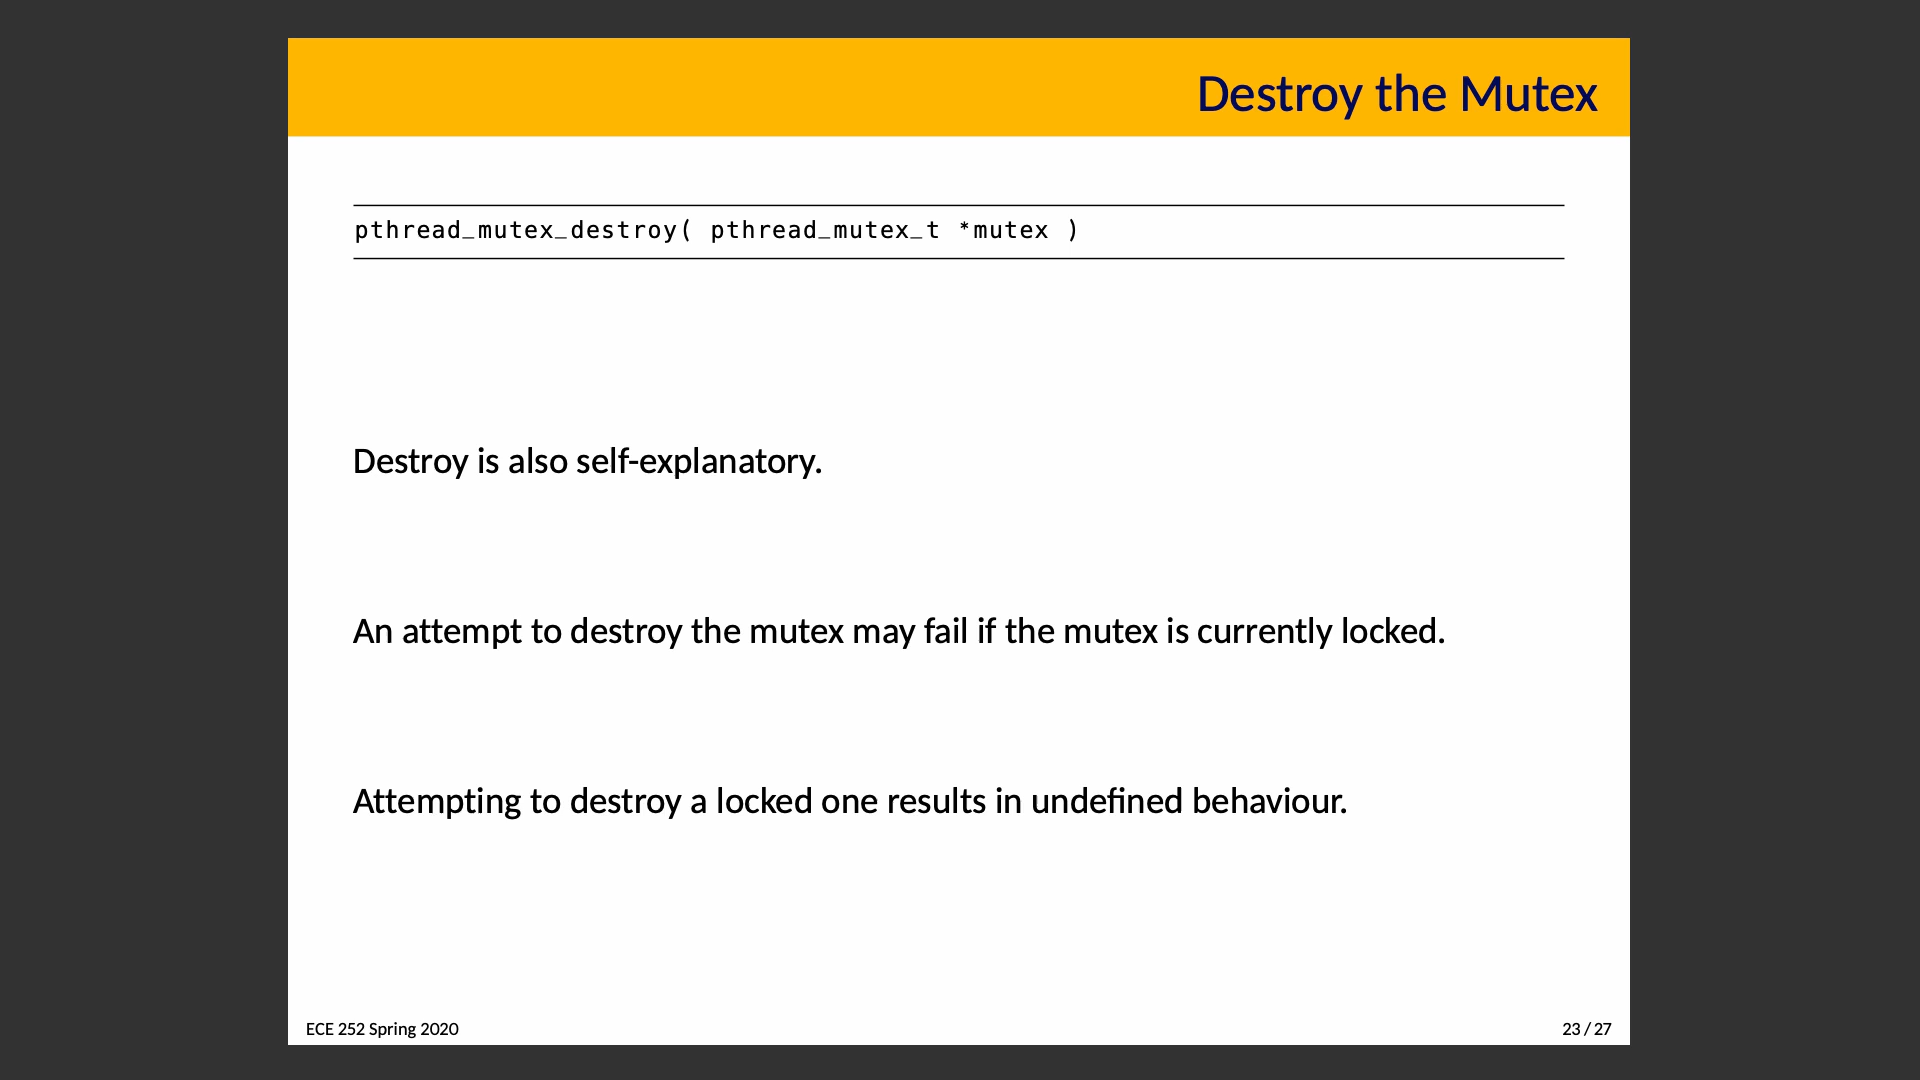 Destroy the Mutex
pthread_mutex_destroy( pthread_mutex_t *mutex )
Destroy is also self-explanatory.
An attempt to destroy the mutex may fail if the mutex is currently locked.
Attempting to destroy a locked one results in undefined behaviour.
ECE 252 Spring 2020
23 / 27